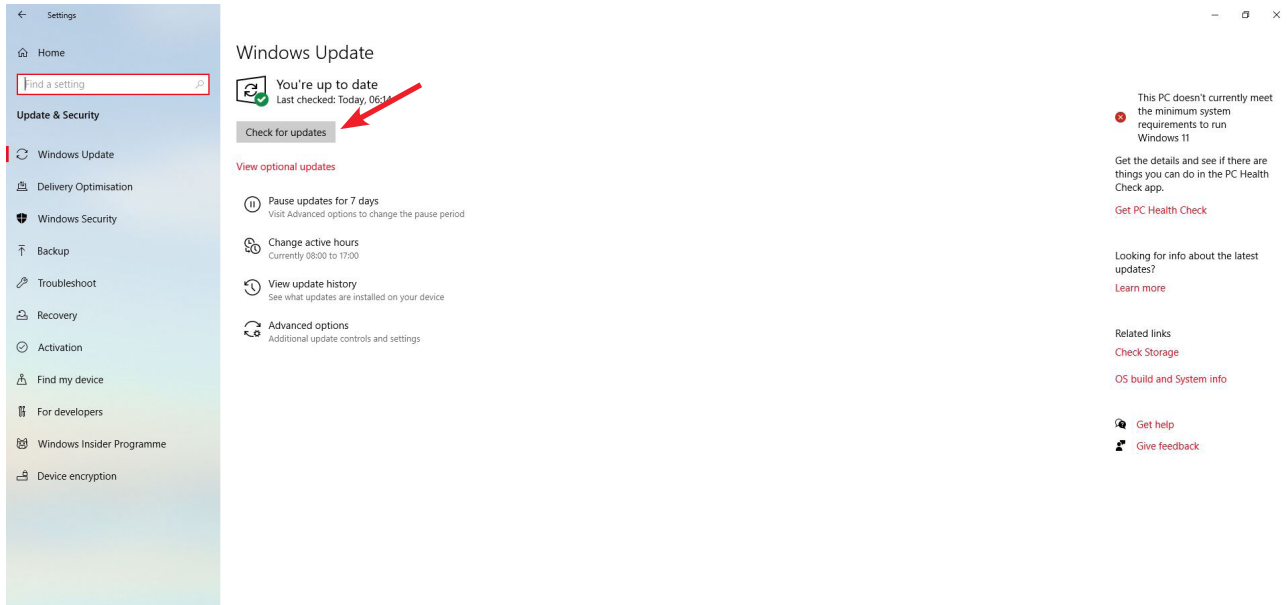 Settings
Home
Find a setting
Update & Security
Windows Update
Delivery Optimisation
Windows Security
Backup
Troubleshoot
Recovery
Activation
Find my device
For developers
Windows Insider Programme
Device encryption
Windows Update
You're up to date
Last checked: Today, 06:14
Check for updates
View optional updates
Pause updates for 7 days
Visit Advanced options to change the pause period
Change active hours
Currently 08:00 to 17:00
View update history
See what updates are installed on your device
Advanced options
Additional update controls and settings
This PC doesn't currently meet
the minimum system
requirements to run
Windows 11
Get the details and see if there are
things you can do in the PC Health
Check app.
Get PC Health Check
Looking for info about the latest
updates?
Learn more
Related links
Check Storage
OS build and System info
Get help
Give feedback